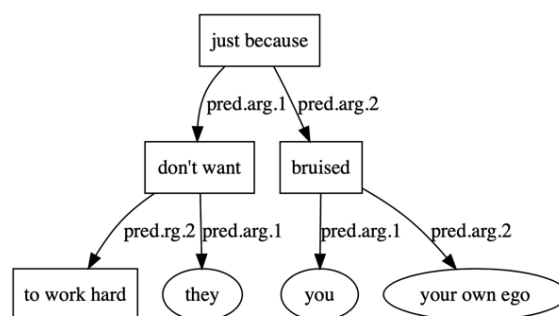 just because
pred.arg.1 pred.arg.2
don't want bruised
pred.rg.2 pred.arg.1 pred.arg.1 pred.arg.2
to work hard they you your own ego